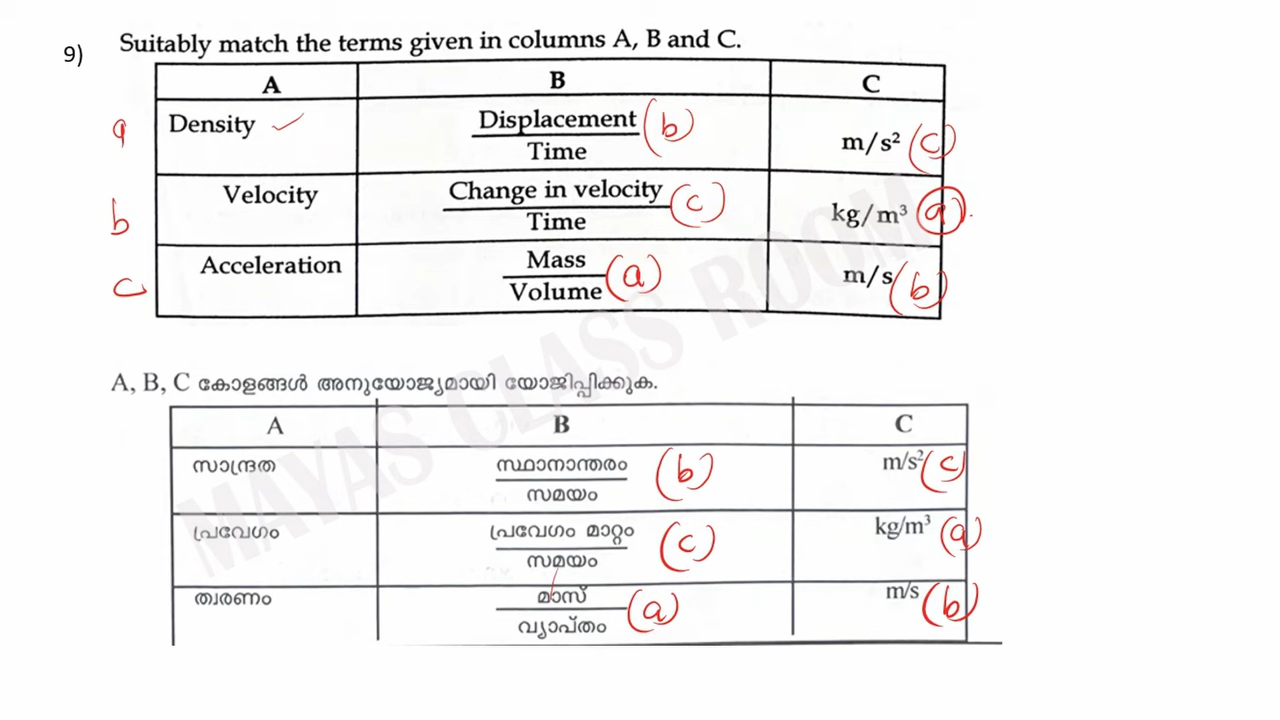 9)
Suitably match the terms given in columns A, B and C.
A B C
a Density Displacement (b) m/s² (c)
Time
b Velocity Change in velocity (c) kg/m³ (a)
Time
c Acceleration Mass (a) m/s (b)
Volume
A, B, C കോളങ്ങൾ അനുയോജ്യമായി യോജിപ്പിക്കുക.
A B C
സാന്ദ്രത സ്ഥാനാന്തരം (b) m/s² (c)
സമയം
പ്രവേഗം പ്രവേഗം മാറ്റം (c) kg/m³ (a)
സമയം
ത്വരണം മാസ് (a) m/s (b)
വ്യാപ്തം
MAYAS CLASS ROOM